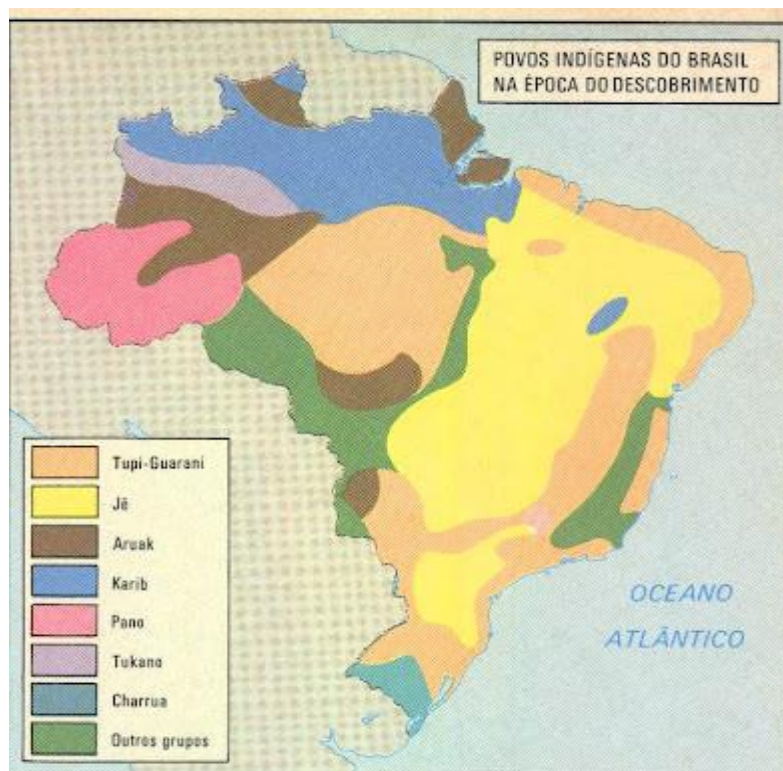 POVOS INDÍGENAS DO BRASIL
NA ÉPOCA DO DESCOBRIMENTO
Tupi-Guarani
Jê
Aruak
Karib
Pano
Tukano
Charrua
Outros grupos
OCEANO
ATLÂNTICO